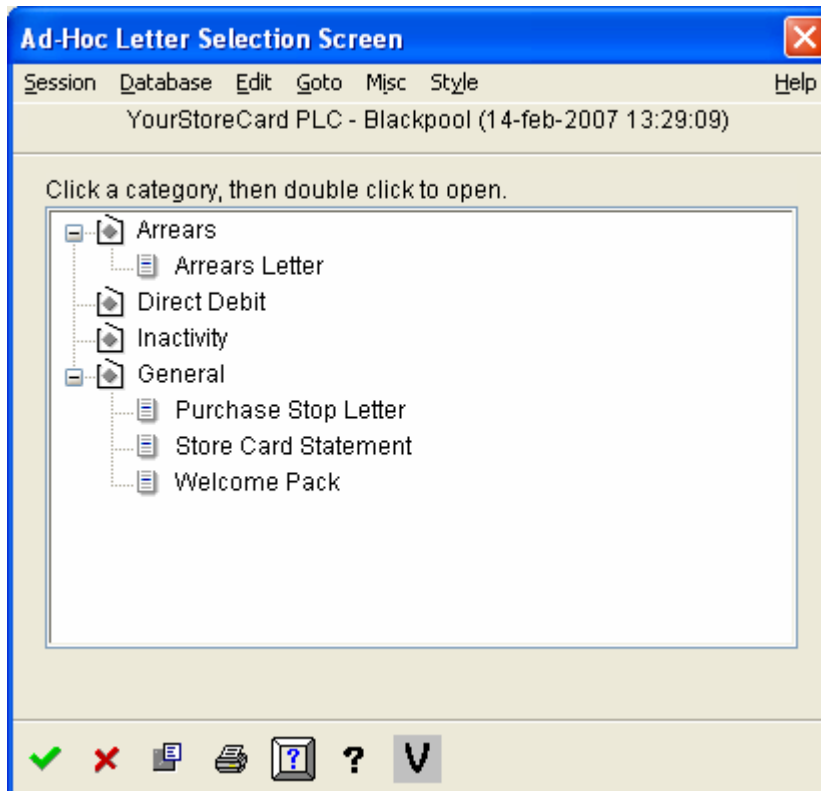 Ad-Hoc Letter Selection Screen
Session Database Edit Goto Misc Style Help
YourStoreCard PLC - Blackpool (14-feb-2007 13:29:09)
Click a category, then double click to open.
Arrears
Arrears Letter
Direct Debit
Inactivity
General
Purchase Stop Letter
Store Card Statement
Welcome Pack
? ? V